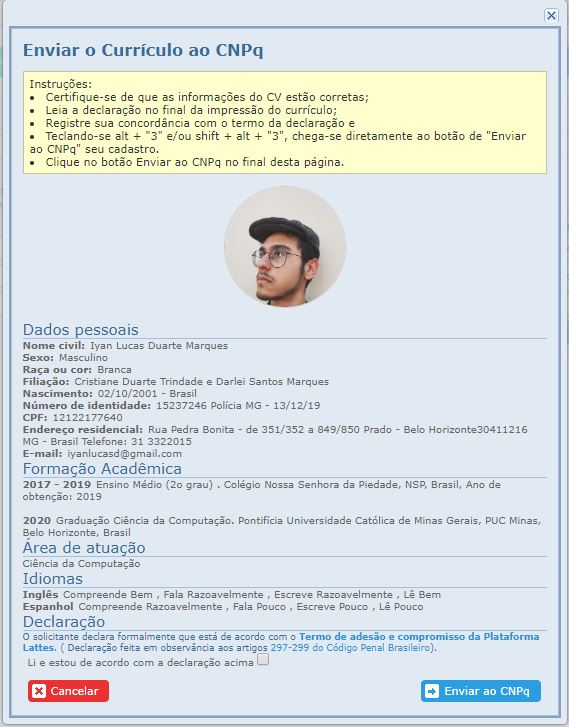 Enviar o Currículo ao CNPq
Instruções:
• Certifique-se de que as informações do CV estão corretas;
• Leia a declaração no final da impressão do currículo;
• Registre sua concordância com o termo da declaração e
• Teclando-se alt + "3" e/ou shift + alt + "3", chega-se diretamente ao botão de "Enviar
ao CNPq" seu cadastro.
• Clique no botão Enviar ao CNPq no final desta página.
Dados pessoais
Nome civil: Iyan Lucas Duarte Marques
Sexo: Masculino
Raça ou cor: Branca
Filiação: Cristiane Duarte Trindade e Darlei Santos Marques
Nascimento: 02/10/2001 - Brasil
Número de identidade: 15237246 Polícia MG - 13/12/19
CPF: 12122177640
Endereço residencial: Rua Pedra Bonita - de 351/352 a 849/850 Prado - Belo Horizonte30411216
MG - Brasil Telefone: 31 3322015
E-mail: iyanlucasd@gmail.com
Formação Acadêmica
2017 - 2019 Ensino Médio (2o grau) . Colégio Nossa Senhora da Piedade, NSP, Brasil, Ano de
obtenção: 2019
2020 Graduação Ciência da Computação. Pontifícia Universidade Católica de Minas Gerais, PUC Minas,
Belo Horizonte, Brasil
Área de atuação
Ciência da Computação
Idiomas
Inglês Compreende Bem , Fala Razoavelmente , Escreve Razoavelmente , Lê Bem
Espanhol Compreende Razoavelmente , Fala Pouco , Escreve Pouco , Lê Pouco
Declaração
O solicitante declara formalmente que está de acordo com o Termo de adesão e compromisso da Plataforma
Lattes. ( Declaração feita em observância aos artigos 297-299 do Código Penal Brasileiro).
Li e estou de acordo com a declaração acima
Cancelar
Enviar ao CNPq